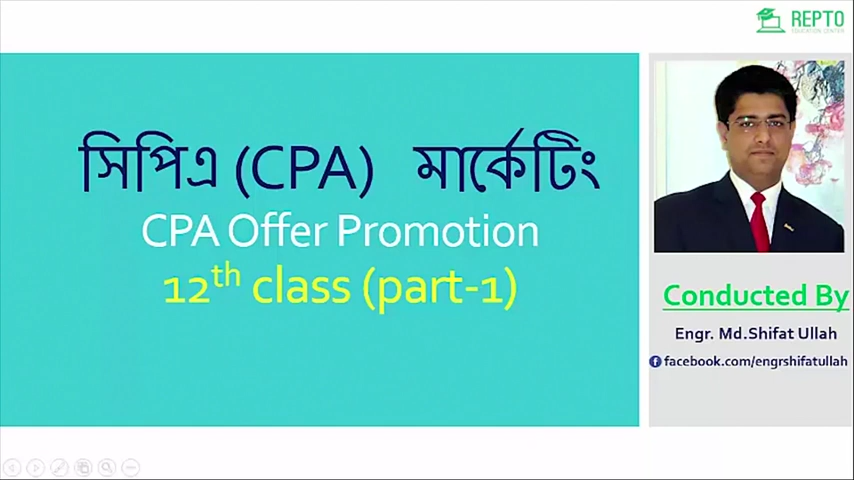 REPTO
EDUCATION CENTER
সিপিএ (CPA) মার্কেটিং
CPA Offer Promotion
12th class (part-1)
Conducted By
Engr. Md.Shifat Ullah
facebook.com/engrshifatullah